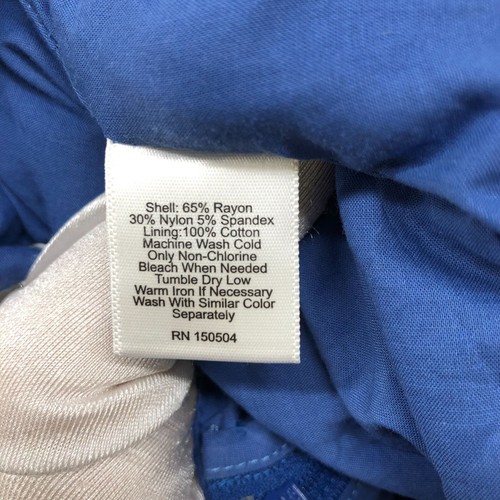 Shell: 65% Rayon
30% Nylon 5% Spandex
Lining:100% Cotton
Machine Wash Cold
Only Non-Chlorine
Bleach When Needed
Tumble Dry Low
Warm Iron If Necessary
Wash With Similar Color
Separately
RN 150504